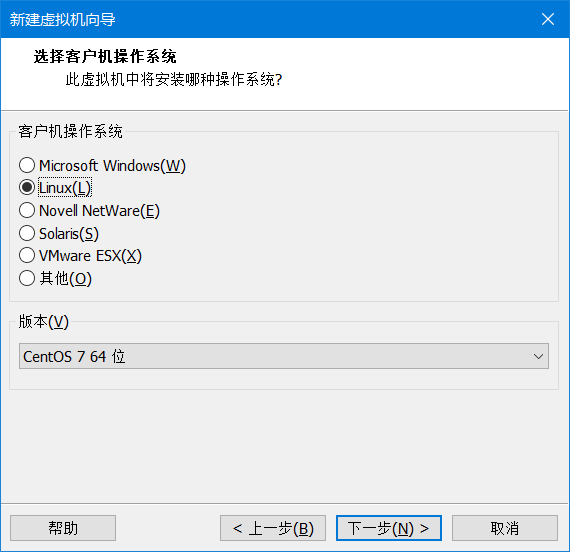 新建虚拟机向导
选择客户机操作系统
此虚拟机中将安装哪种操作系统?
客户机操作系统
Microsoft Windows(W)
Linux(L)
Novell NetWare(E)
Solaris(S)
VMware ESX(X)
其他(O)
版本(V)
CentOS 7 64 位
帮助
< 上一步(B)
下一步(N) >
取消